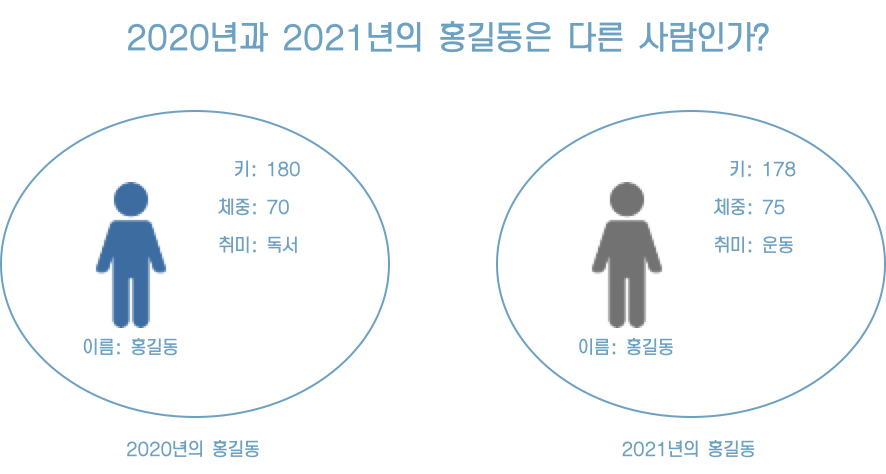 2020년과 2021년의 홍길동은 다른 사람인가?
키: 180
체중: 70
취미: 독서
이름: 홍길동
2020년의 홍길동
키: 178
체중: 75
취미: 운동
이름: 홍길동
2021년의 홍길동